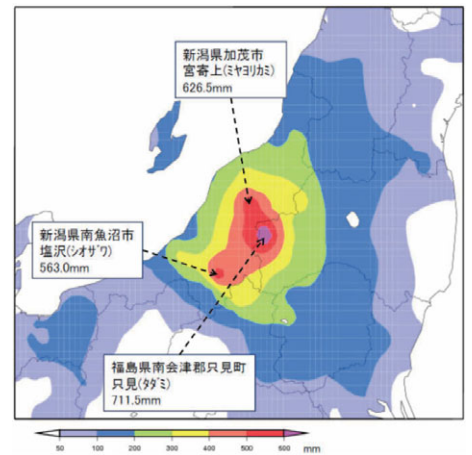 新潟県加茂市
宮寄上(ミヤヨリカミ)
626.5mm
新潟県南魚沼市
塩沢(シオザワ)
563.0mm
福島県南会津郡只見町
只見(タダミ)
711.5mm
50 100 200 300 400 500 600 mm